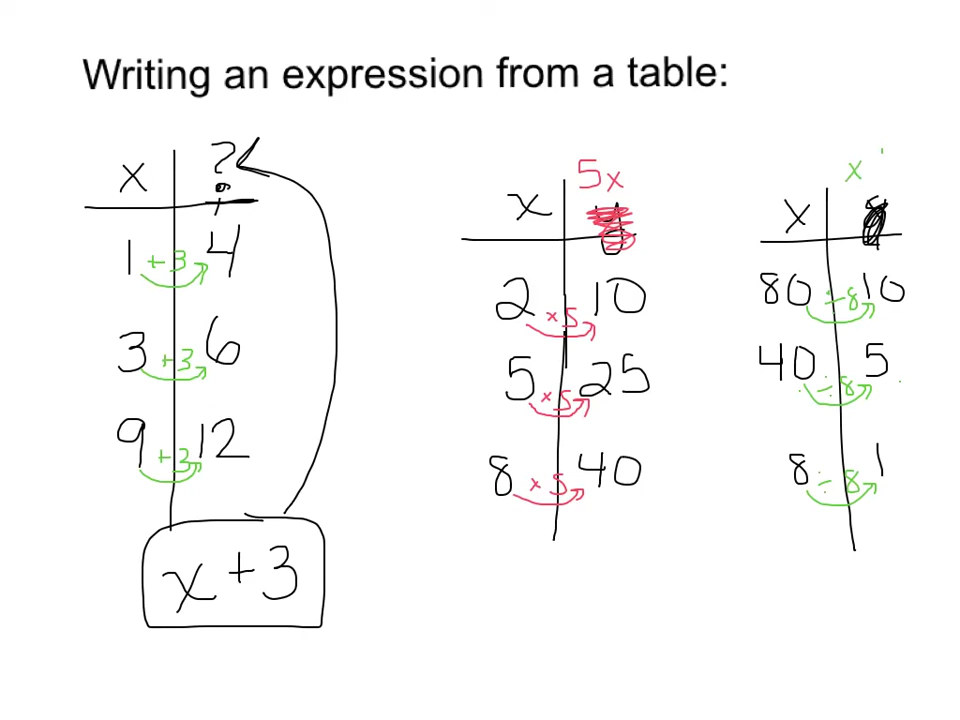 Writing an expression from a table:
x ?
1 +3 4
3 +3 6
9 +3 12
x + 3
5x
x
2 ×5 10
5 ×5 25
8 ×5 40
x
x
80 ÷8 10
40 ÷8 5
8 ÷8 1